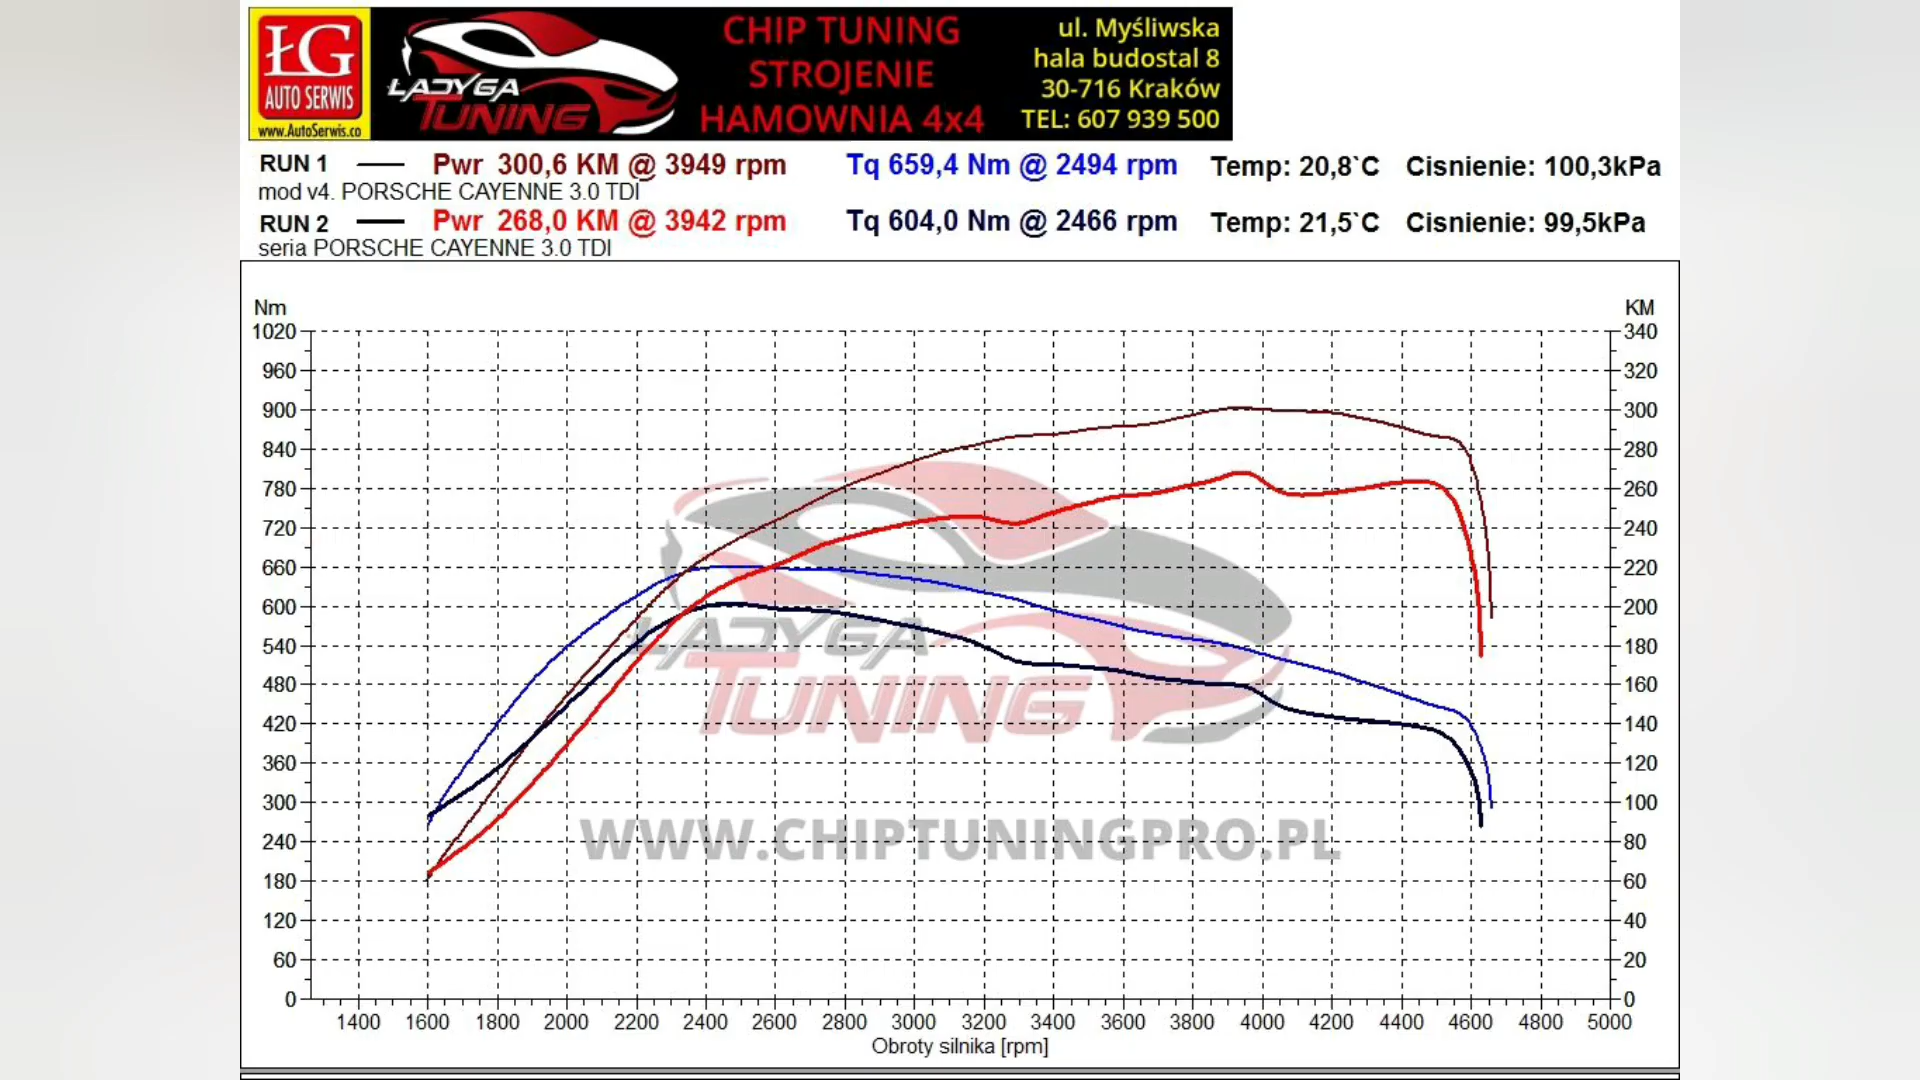 ŁG
AUTO SERWIS
www.AutoSerwis.co
ŁADYGA
TUNING
CHIP TUNING
STROJENIE
HAMOWNIA 4x4
ul. Myśliwska
hala budostal 8
30-716 Kraków
TEL: 607 939 500
RUN 1 Pwr 300,6 KM @ 3949 rpm Tq 659,4 Nm @ 2494 rpm Temp: 20,8`C Cisnienie: 100,3kPa
mod v4. PORSCHE CAYENNE 3.0 TDI
RUN 2 Pwr 268,0 KM @ 3942 rpm Tq 604,0 Nm @ 2466 rpm Temp: 21,5`C Cisnienie: 99,5kPa
seria PORSCHE CAYENNE 3.0 TDI
Nm KM
1020 340
960 320
900 300
840 280
780 260
720 240
660 220
600 200
540 180
480 160
420 140
360 120
300 100
240 80
180 60
120 40
60 20
0 0
ŁADYGA
TUNING
WWW.CHIPTUNINGPRO.PL
1400 1600 1800 2000 2200 2400 2600 2800 3000 3200 3400 3600 3800 4000 4200 4400 4600 4800 5000
Obroty silnika [rpm]